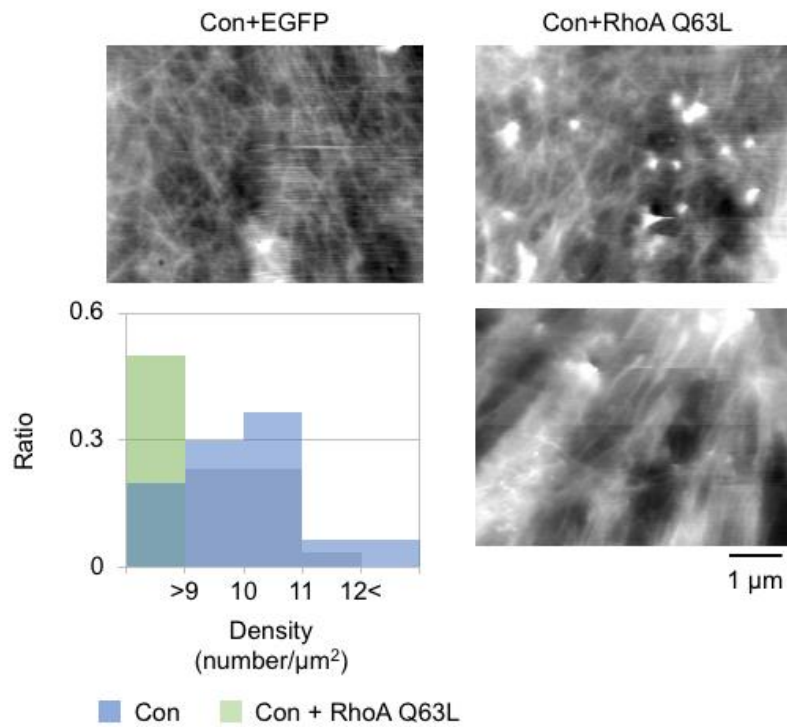 Con+EGFP
Con+RhoA Q63L
0.6
0.3
0
Ratio
>9 10 11 12<
Density
(number/µm²)
1 µm
Con Con + RhoA Q63L